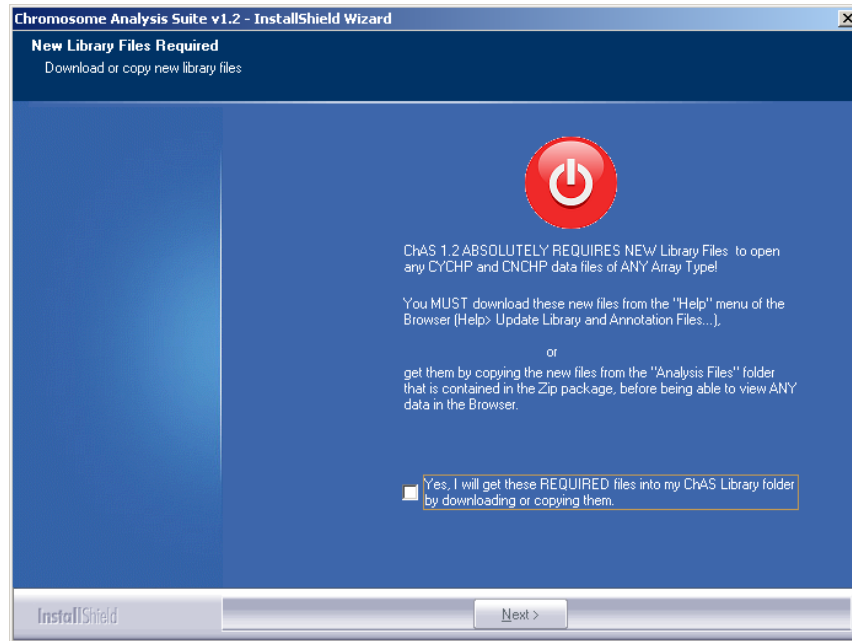 Chromosome Analysis Suite v1.2 - InstallShield Wizard
New Library Files Required
Download or copy new library files
ChAS 1.2 ABSOLUTELY REQUIRES NEW Library Files to open
any CYCHP and CNCHP data files of ANY Array Type!
You MUST download these new files from the "Help" menu of the
Browser (Help> Update Library and Annotation Files...),
or
get them by copying the new files from the "Analysis Files" folder
that is contained in the Zip package, before being able to view ANY
data in the Browser.
Yes, I will get these REQUIRED files into my ChAS Library folder
by downloading or copying them.
InstallShield
Next >